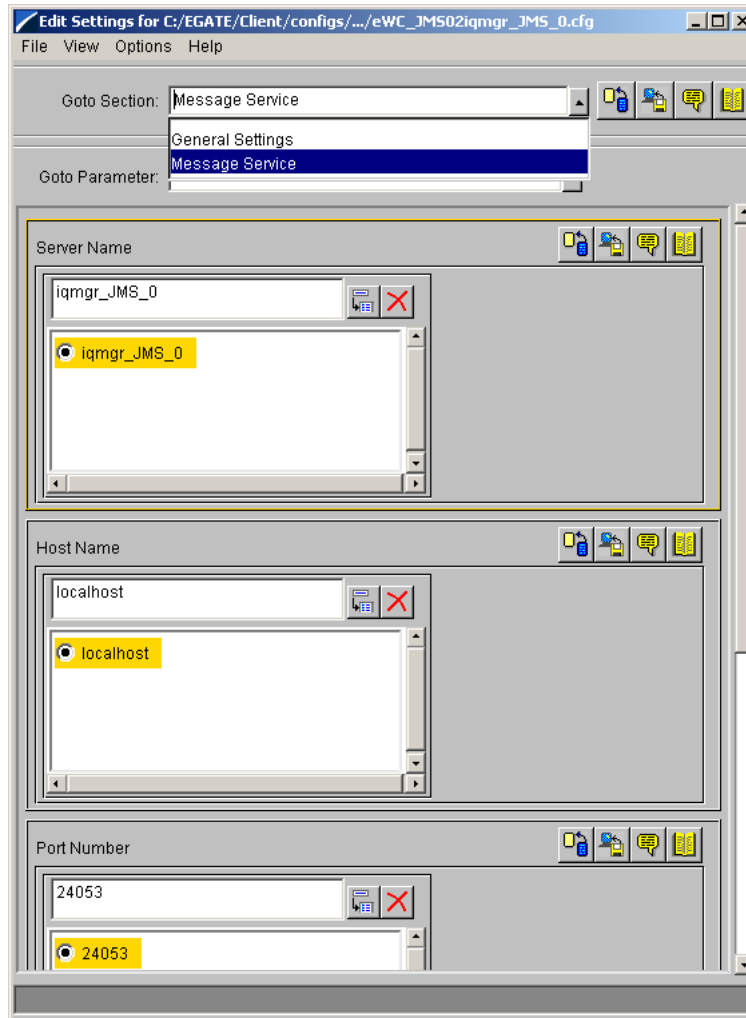 Edit Settings for C:/EGATE/Client/configs/.../eWC_JMS02iqmgr_JMS_0.cfg
File View Options Help
Goto Section: Message Service
General Settings
Message Service
Goto Parameter:
Server Name
iqmgr_JMS_0
iqmgr_JMS_0
Host Name
localhost
localhost
Port Number
24053
24053